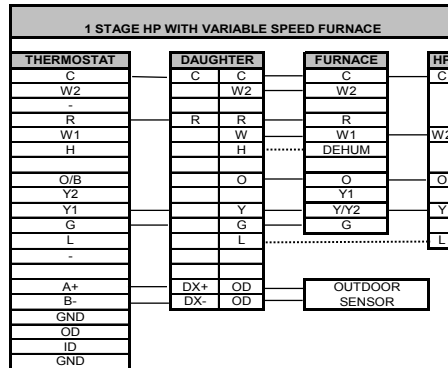 1 STAGE HP WITH VARIABLE SPEED FURNACE
THERMOSTAT DAUGHTER FURNACE HP
C C C C C
W2 W2 W2
-
R R R R
W1 W W1 W2
H H DEHUM
O/B O O O
Y2 Y1
Y1 Y Y/Y2 Y
G G G
L L L
-
A+ DX+ OD OUTDOOR
B- DX- OD SENSOR
GND
OD
ID
GND